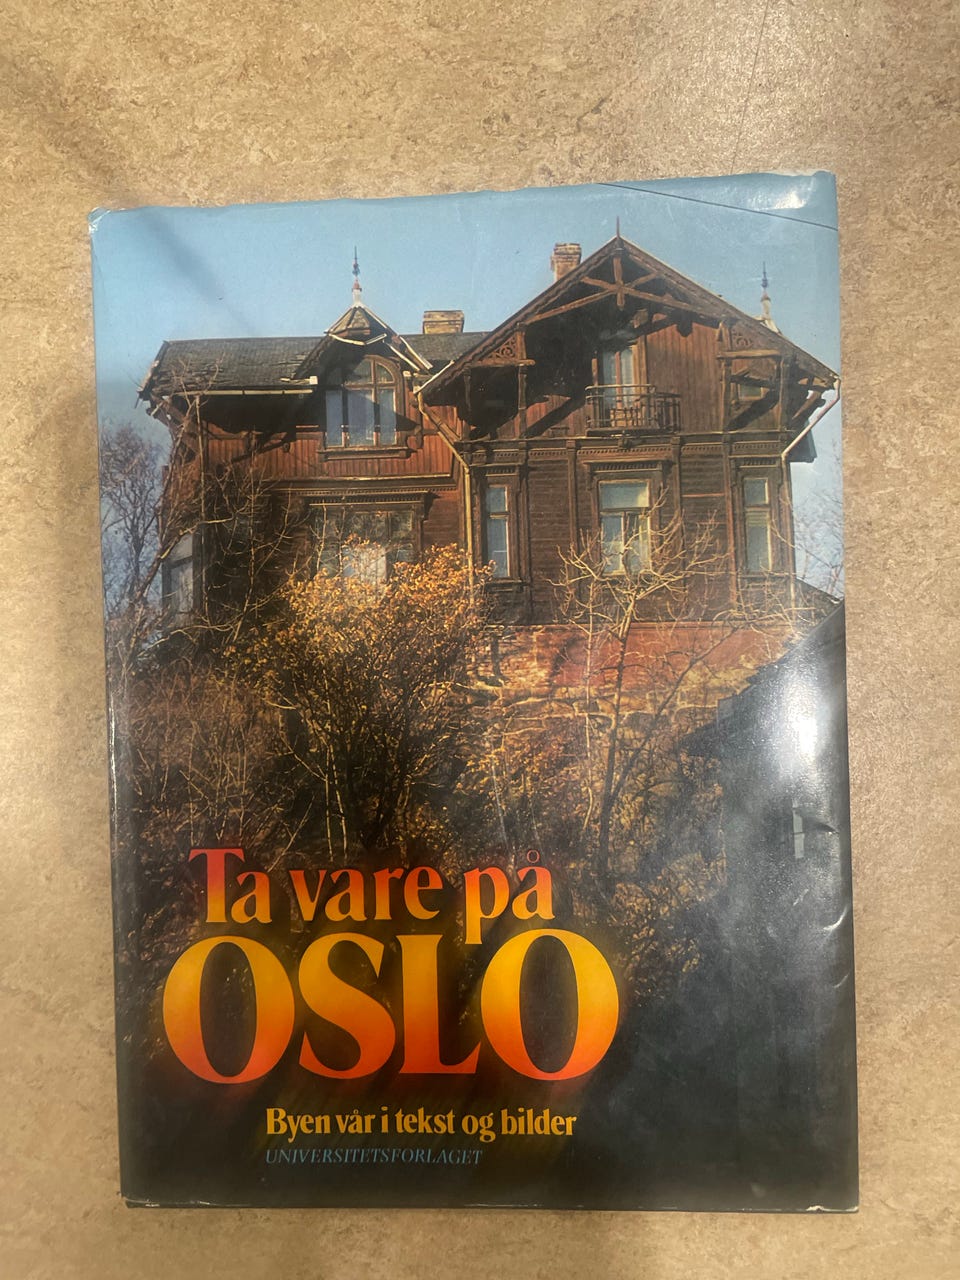 Ta vare på
OSLO
Byen vår i tekst og bilder
UNIVERSITETSFORLAGET